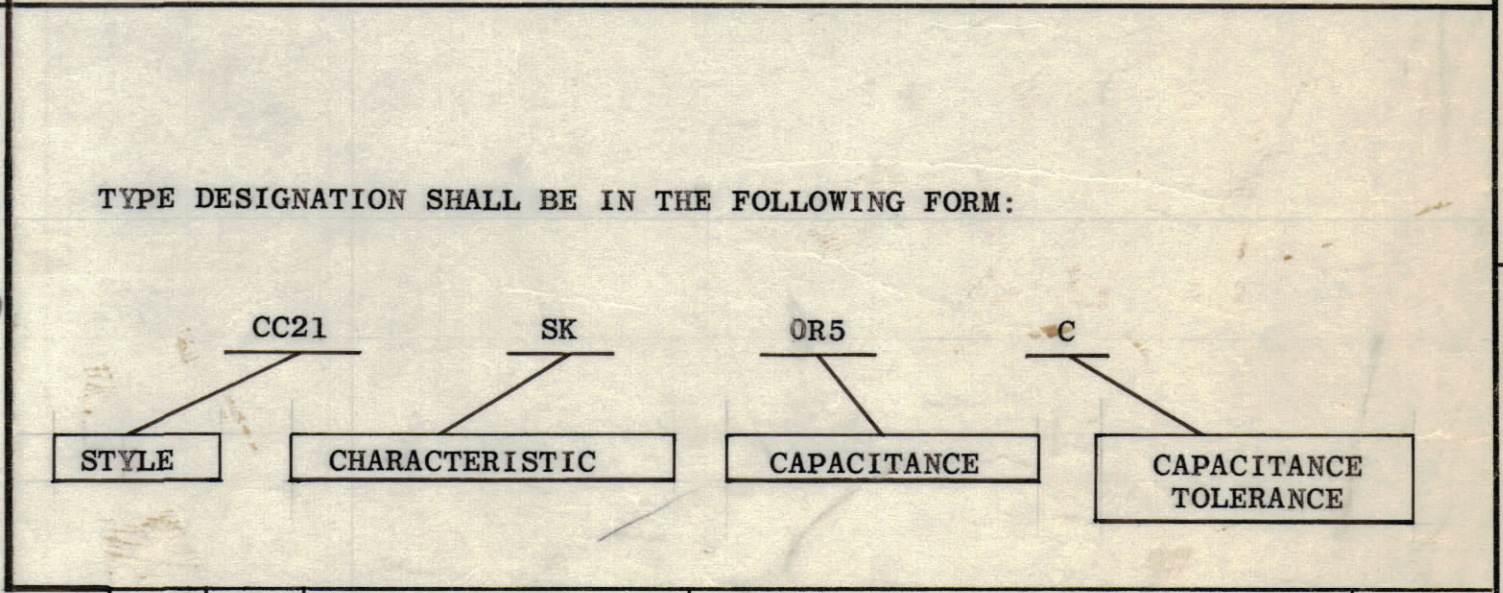 TYPE DESIGNATION SHALL BE IN THE FOLLOWING FORM:
CC21 SK 0R5 C
STYLE CHARACTERISTIC CAPACITANCE CAPACITANCE
TOLERANCE